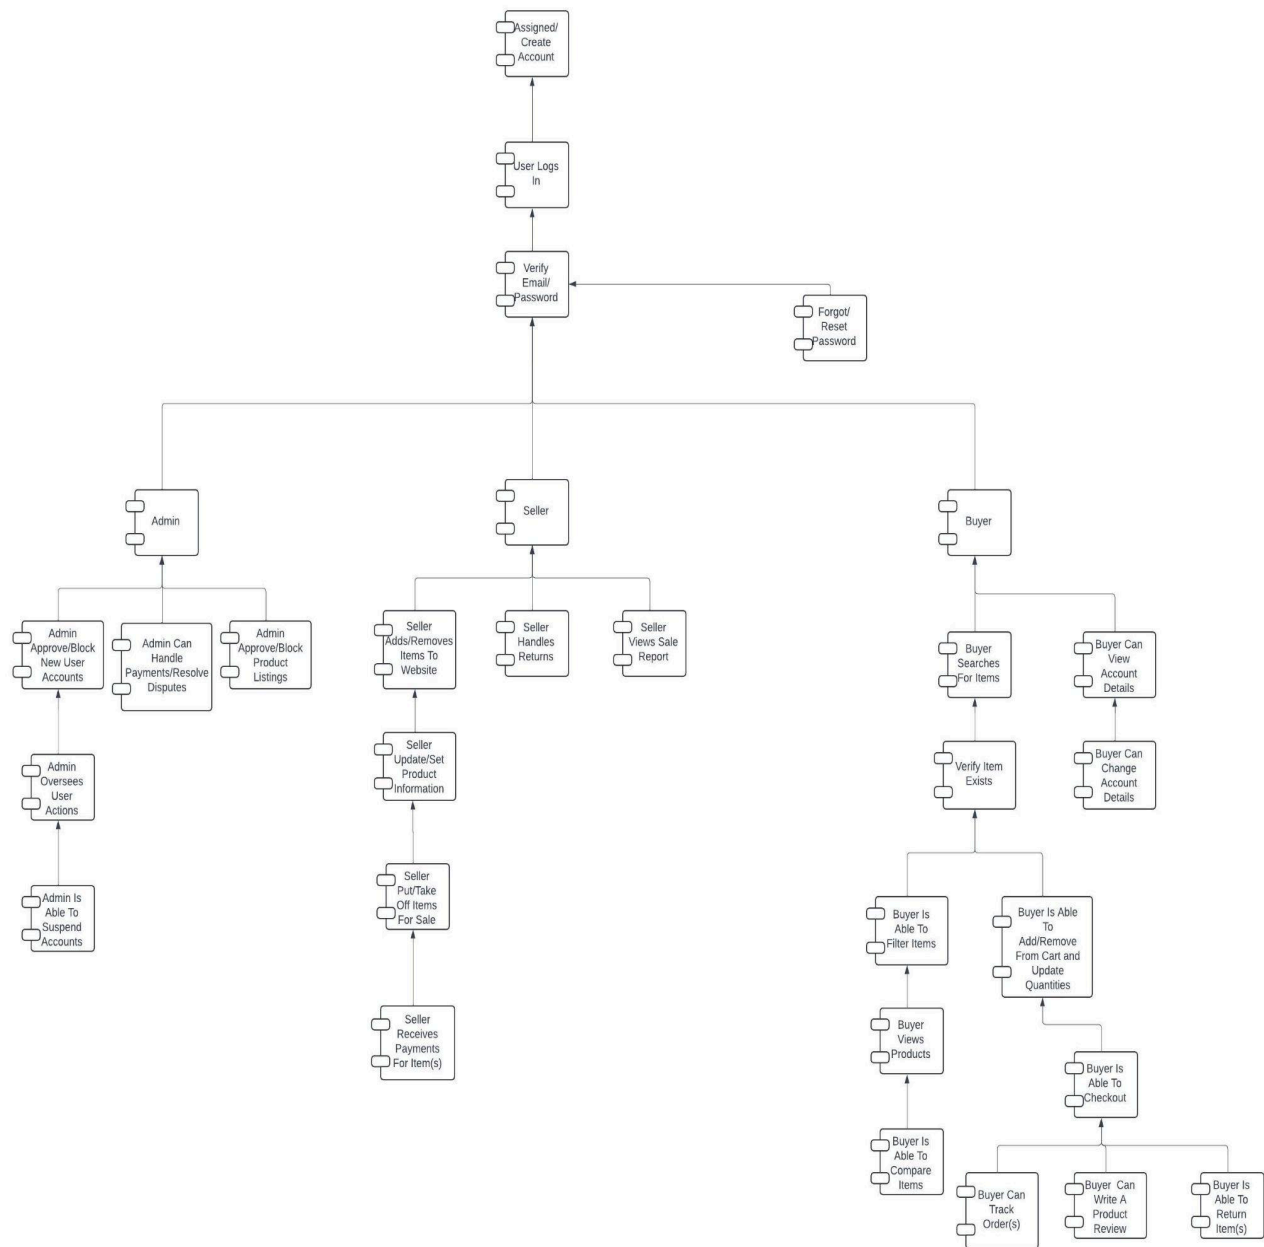 Assigned/
Create
Account
User Logs
In
Verify
Email/
Password
Forgot/
Reset
Password
Admin
Seller
Buyer
Admin
Approve/Block
New User
Accounts
Admin Can
Handle
Payments/Resolve
Disputes
Admin
Approve/Block
Product
Listings
Seller
Adds/Removes
Items To
Website
Seller
Handles
Returns
Seller
Views Sale
Report
Buyer
Searches
For Items
Buyer Can
View
Account
Details
Admin
Oversees
User
Actions
Seller
Update/Set
Product
Information
Verify Item
Exists
Buyer Can
Change
Account
Details
Admin Is
Able To
Suspend
Accounts
Seller
Put/Take
Off Items
For Sale
Buyer Is
Able To
Filter Items
Buyer Is Able
To
Add/Remove
From Cart and
Update
Quantities
Seller
Receives
Payments
For Item(s)
Buyer
Views
Products
Buyer Is
Able To
Checkout
Buyer Is
Able To
Compare
Items
Buyer Can
Track
Order(s)
Buyer Can
Write A
Product
Review
Buyer Is
Able To
Return
Item(s)